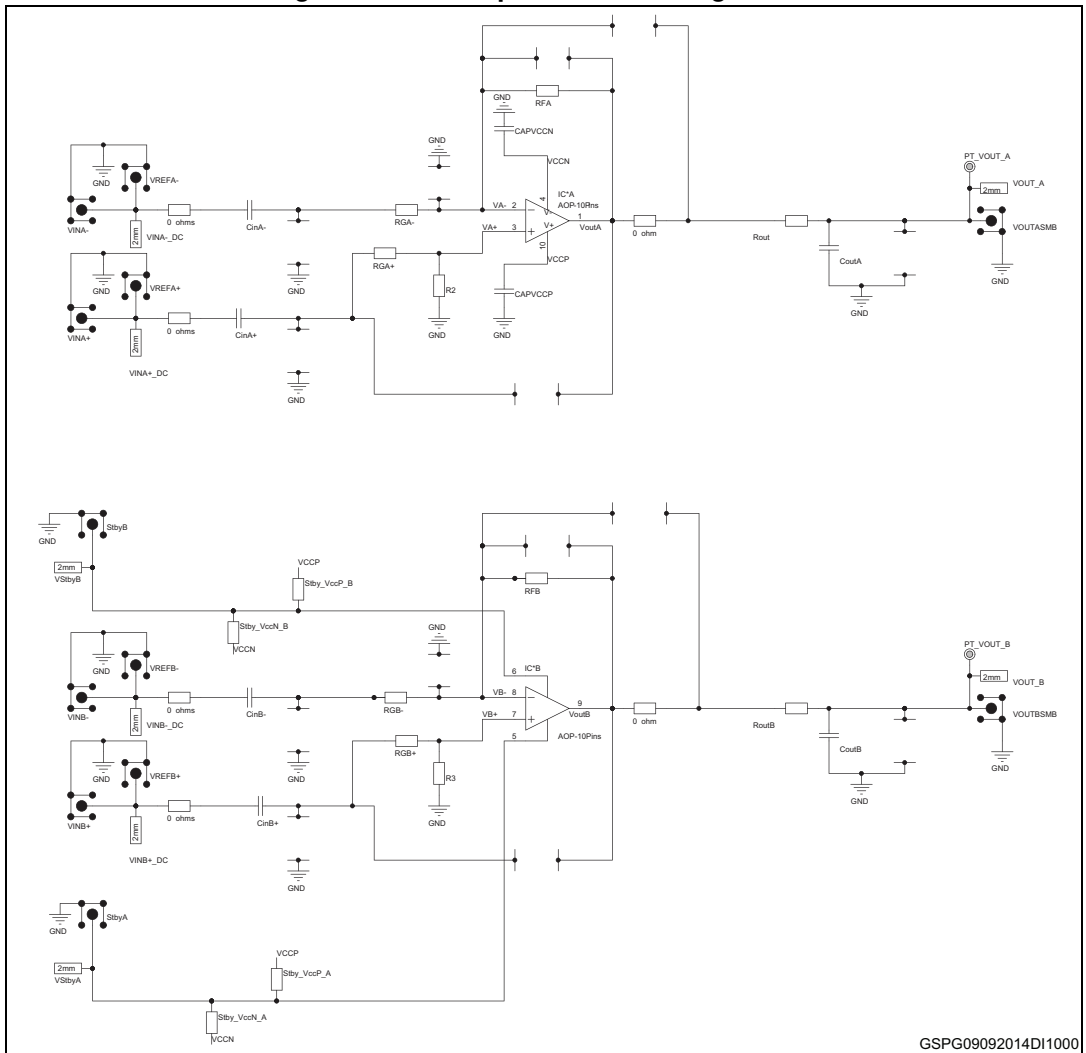 GND
RFA
CAPVCCN
GND
VCCN
GND
VREFA-
VINA-
2mm
VINA-_DC
0 ohms
CinA-
RGA-
VA-
2
4
V-
IC*A
AOP-10Pins
1
VoutA
0 ohm
Rout
PT_VOUT_A
2mm
VOUT_A
VOUTASMB
GND
CoutA
GND
VA+
3
V+
10
VCCP
GND
VREFA+
VINA+
2mm
VINA+_DC
0 ohms
CinA+
GND
RGA+
R2
GND
CAPVCCP
GND
GND
GND
StbyB
2mm
VStbyB
VCCP
Stby_VccP_B
Stby_VccN_B
VCCN
RFB
GND
GND
VREFB-
VINB-
2mm
VINB-_DC
0 ohms
CinB-
RGB-
VB-
6
8
IC*B
9
VoutB
AOP-10Pins
0 ohm
RoutB
PT_VOUT_B
2mm
VOUT_B
VOUTBSMB
GND
CoutB
GND
VB+
7
5
GND
VREFB+
VINB+
2mm
VINB+_DC
0 ohms
CinB+
GND
RGB+
R3
GND
GND
GND
StbyA
2mm
VStbyA
VCCP
Stby_VccP_A
Stby_VccN_A
VCCN
GSPG09092014DI1000